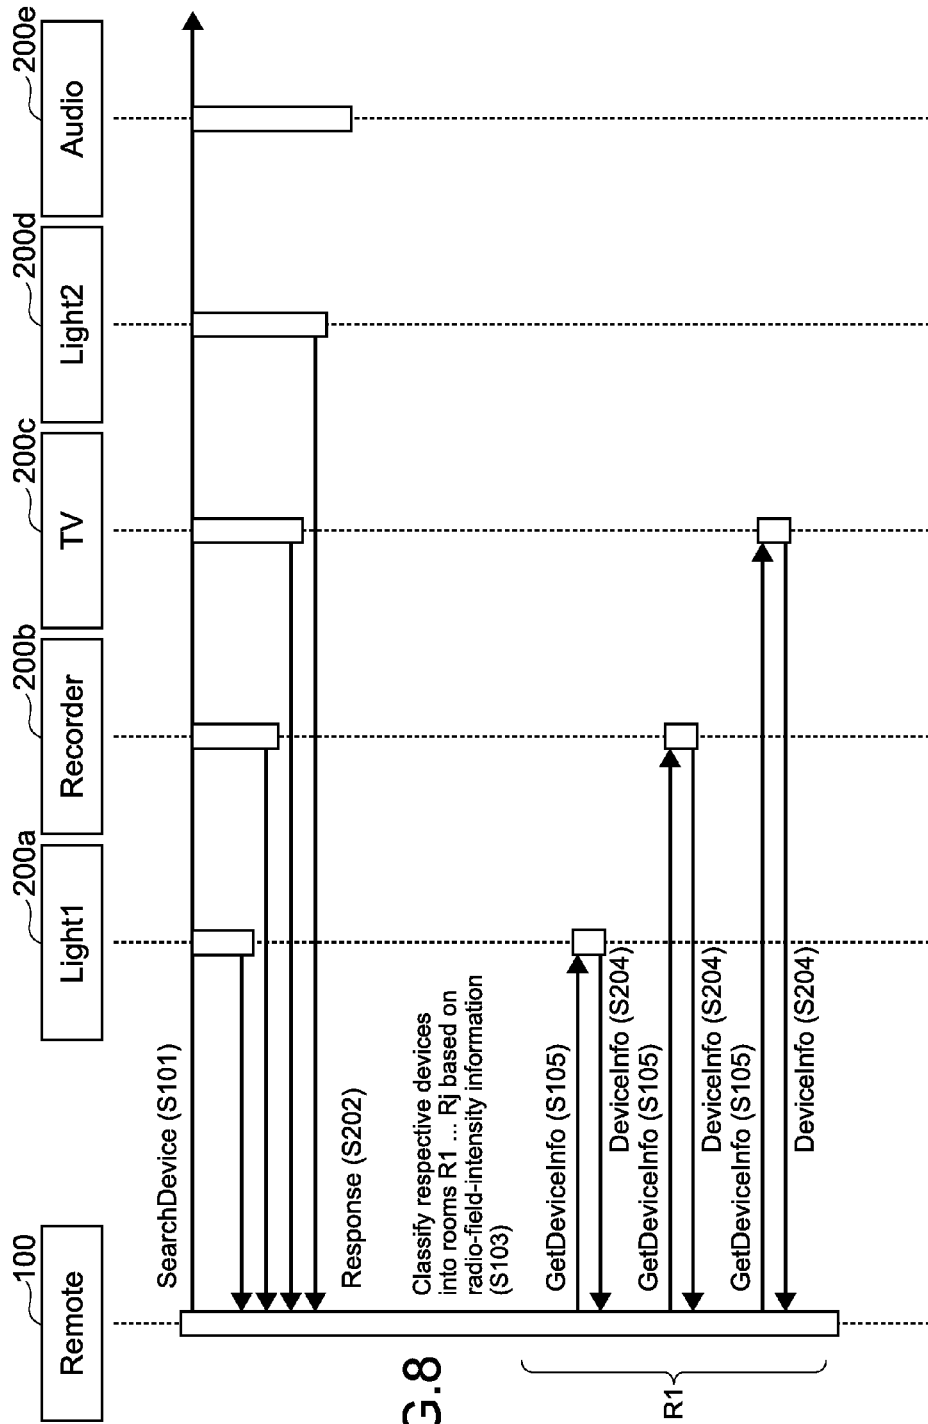 Remote
100
Light1
200a
Recorder
200b
TV
200c
Light2
200d
Audio
200e
SearchDevice (S101)
Response (S202)
Classify respective devices
into rooms R1 ... Rj based on
radio-field-intensity information
(S103)
GetDeviceInfo (S105)
DeviceInfo (S204)
GetDeviceInfo (S105)
DeviceInfo (S204)
GetDeviceInfo (S105)
DeviceInfo (S204)
R1
G.8